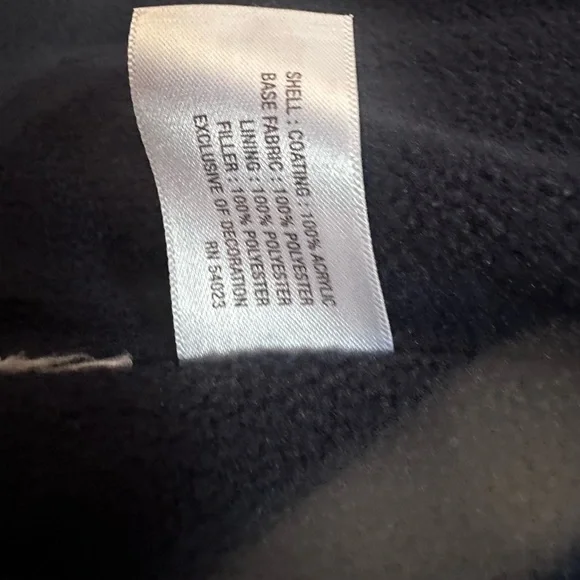 SHELL : COATING : 100% ACRYLIC
BASE FABRIC : 100% POLYESTER
LINING : 100% POLYESTER
FILLER : 100% POLYESTER
EXCLUSIVE OF DECORATION
RN 54023